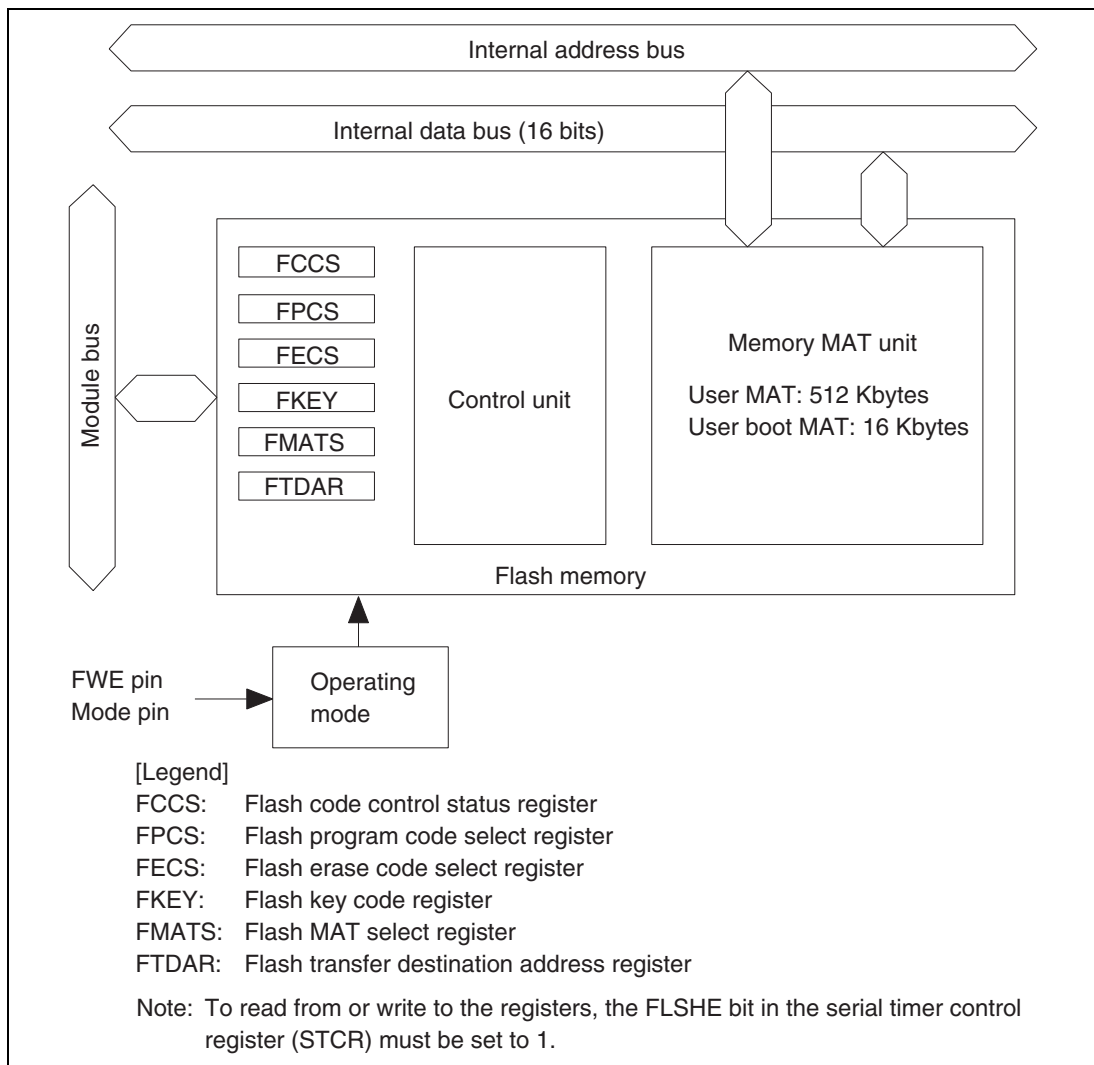 Internal address bus
Internal data bus (16 bits)
Module bus
FCCS
FPCS
FECS
FKEY
FMATS
FTDAR
Control unit
Memory MAT unit
User MAT: 512 Kbytes
User boot MAT: 16 Kbytes
Flash memory
FWE pin
Mode pin
Operating
mode
[Legend]
FCCS: Flash code control status register
FPCS: Flash program code select register
FECS: Flash erase code select register
FKEY: Flash key code register
FMATS: Flash MAT select register
FTDAR: Flash transfer destination address register
Note: To read from or write to the registers, the FLSHE bit in the serial timer control
register (STCR) must be set to 1.